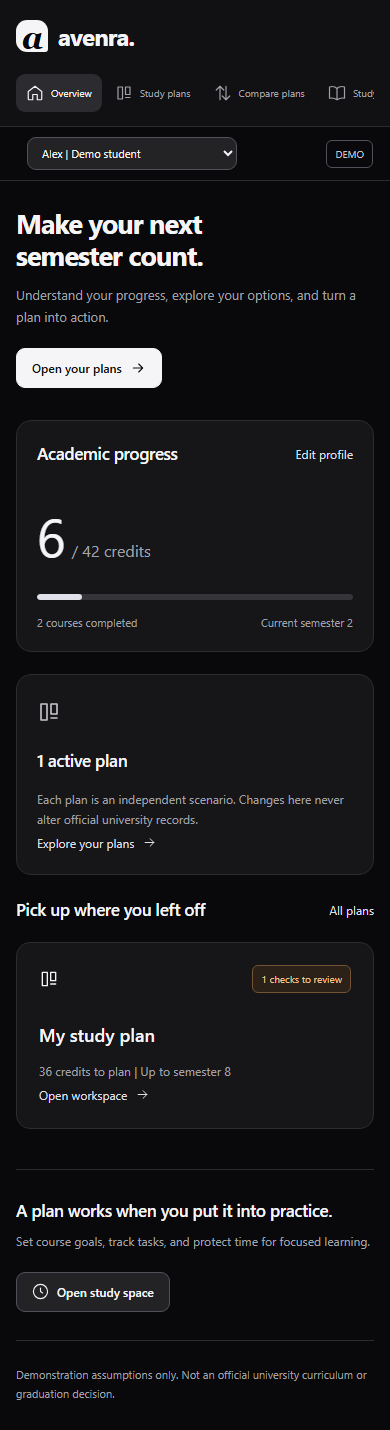 a avenra.
Overview Study plans Compare plans Study
Alex | Demo student DEMO
Make your next
semester count.
Understand your progress, explore your options, and turn a
plan into action.
Open your plans
Academic progress Edit profile
6 / 42 credits
2 courses completed Current semester 2
1 active plan
Each plan is an independent scenario. Changes here never
alter official university records.
Explore your plans
Pick up where you left off All plans
1 checks to review
My study plan
36 credits to plan | Up to semester 8
Open workspace
A plan works when you put it into practice.
Set course goals, track tasks, and protect time for focused learning.
Open study space
Demonstration assumptions only. Not an official university curriculum or
graduation decision.